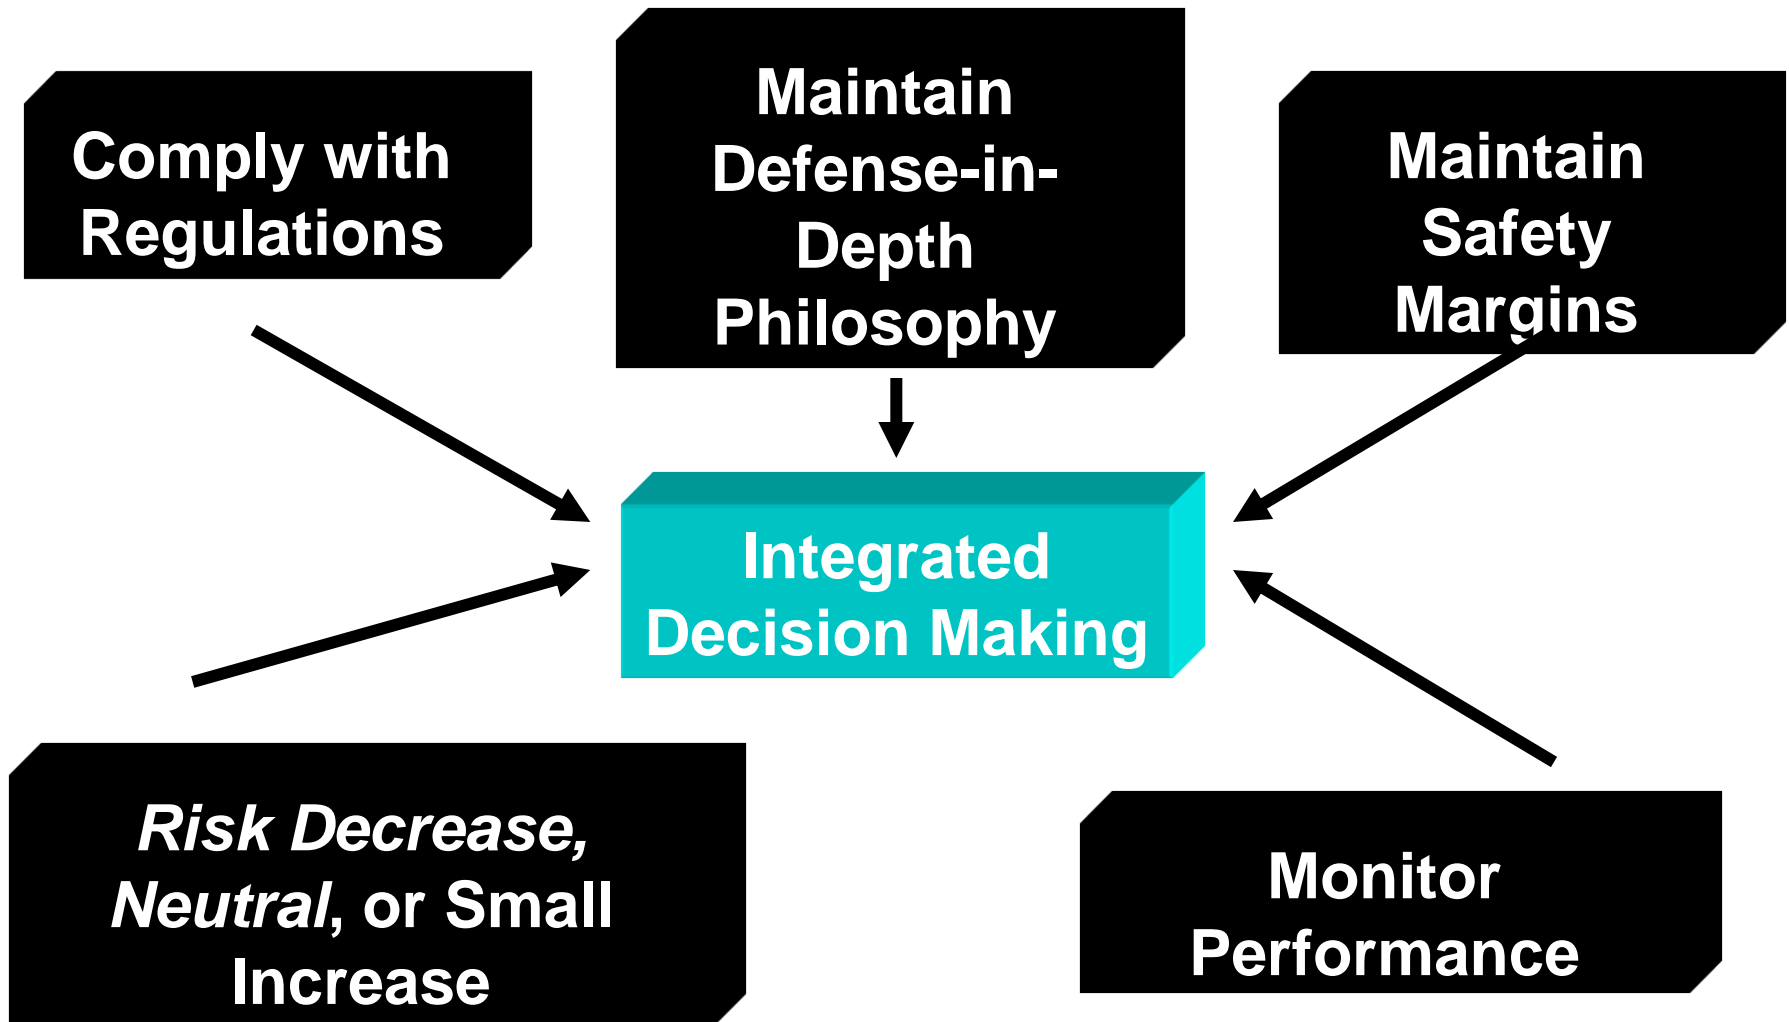 Comply with
Regulations
Maintain
Defense-in-
Depth
Philosophy
Maintain
Safety
Margins
Integrated
Decision Making
Risk Decrease,
Neutral, or Small
Increase
Monitor
Performance